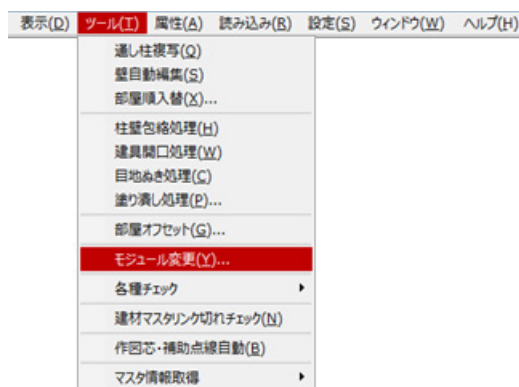 表示(D) ツール(T) 属性(A) 読み込み(R) 設定(S) ウィンドウ(W) ヘルプ(H)
通し柱複写(Q)
壁自動編集(S)
部屋順入替(X)...
柱壁包絡処理(H)
建具開口処理(W)
目地ぬき処理(C)
塗り潰し処理(P)...
部屋オフセット(G)...
モジュール変更(Y)...
各種チェック
建材マスタリンク切れチェック(N)
作図芯・補助点線自動(B)
マスタ情報取得